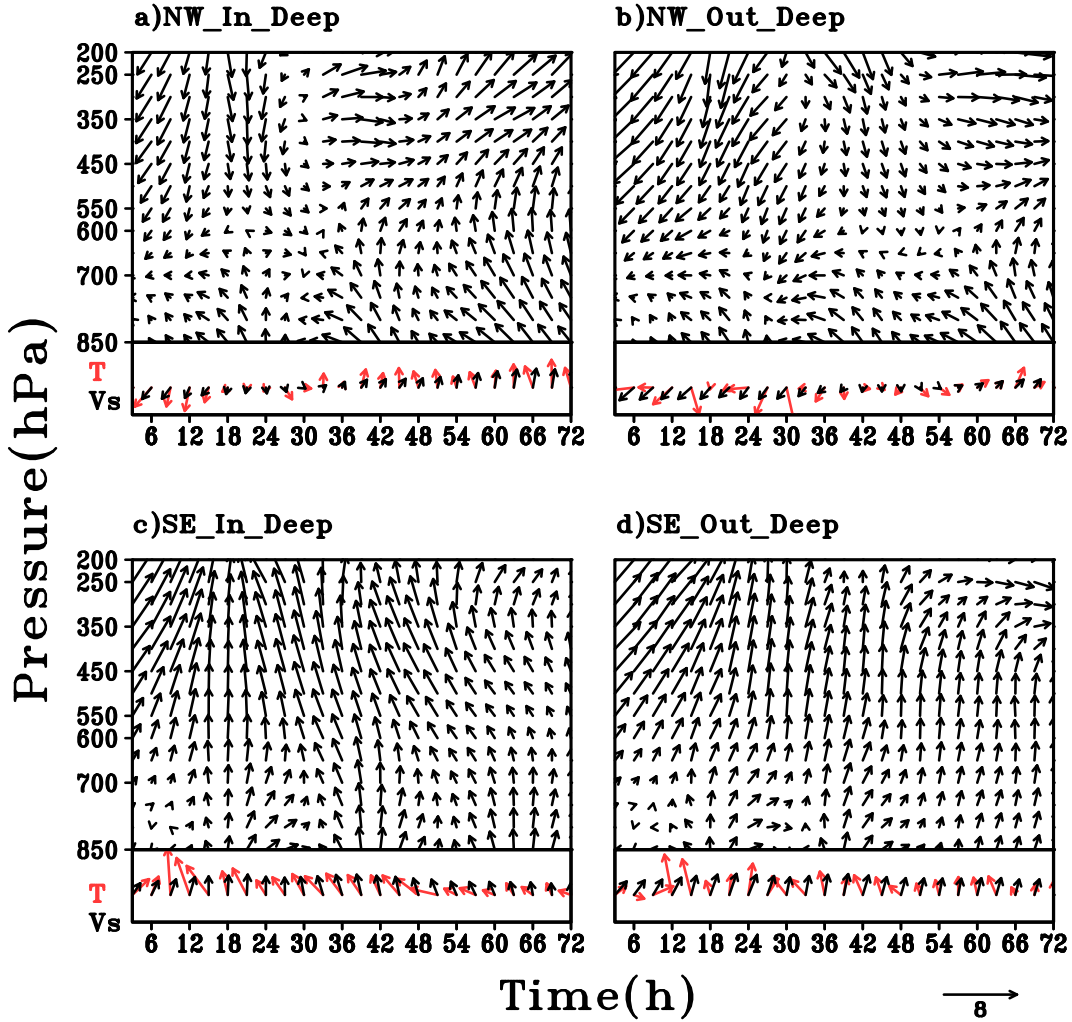 a)NW_In_Deep
b)NW_Out_Deep
200
250
350
450
550
600
700
850
T
Vs
6 12 18 24 30 36 42 48 54 60 66 72
6 12 18 24 30 36 42 48 54 60 66 72
Pressure(hPa)
c)SE_In_Deep
d)SE_Out_Deep
200
250
350
450
550
600
700
850
T
Vs
6 12 18 24 30 36 42 48 54 60 66 72
6 12 18 24 30 36 42 48 54 60 66 72
Time(h)
8